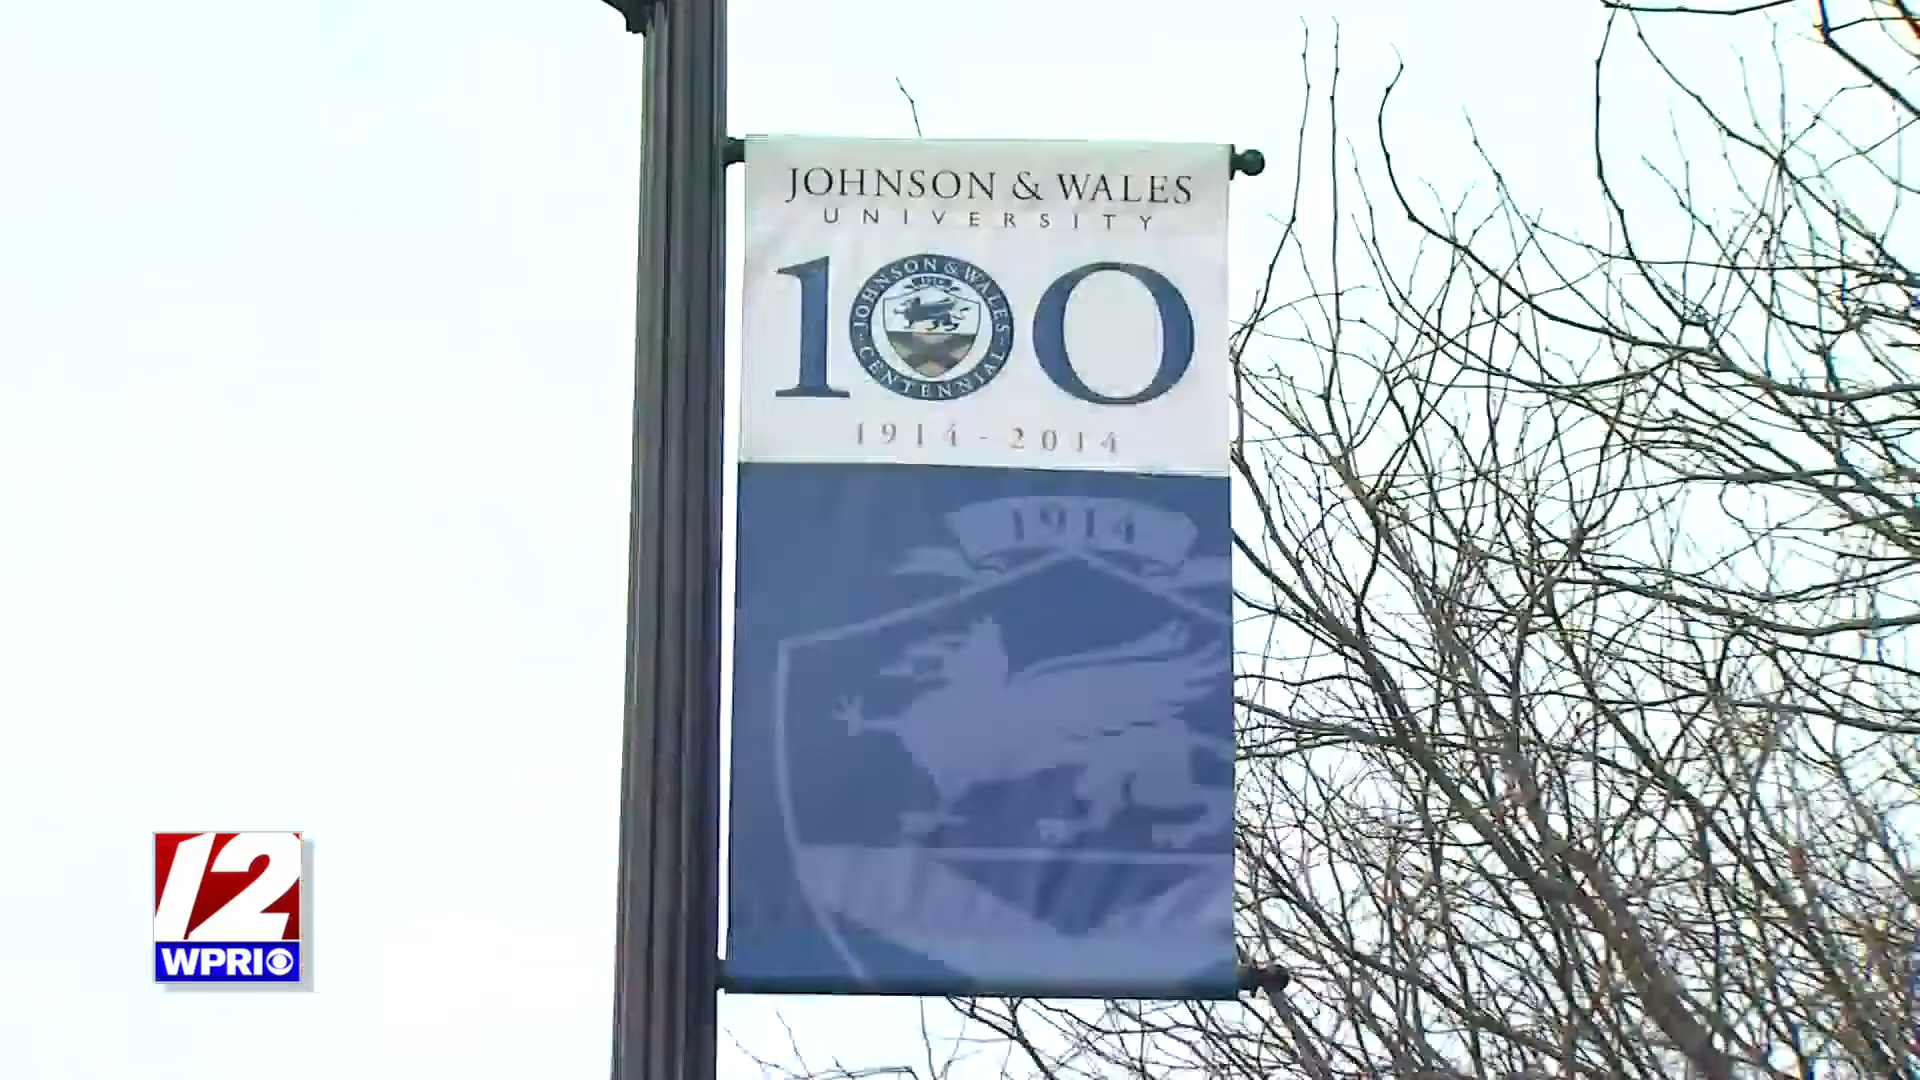 JOHNSON & WALES
UNIVERSITY
100
JOHNSON & WALES
CENTENNIAL
1914 - 2014
1914
12
WPRI